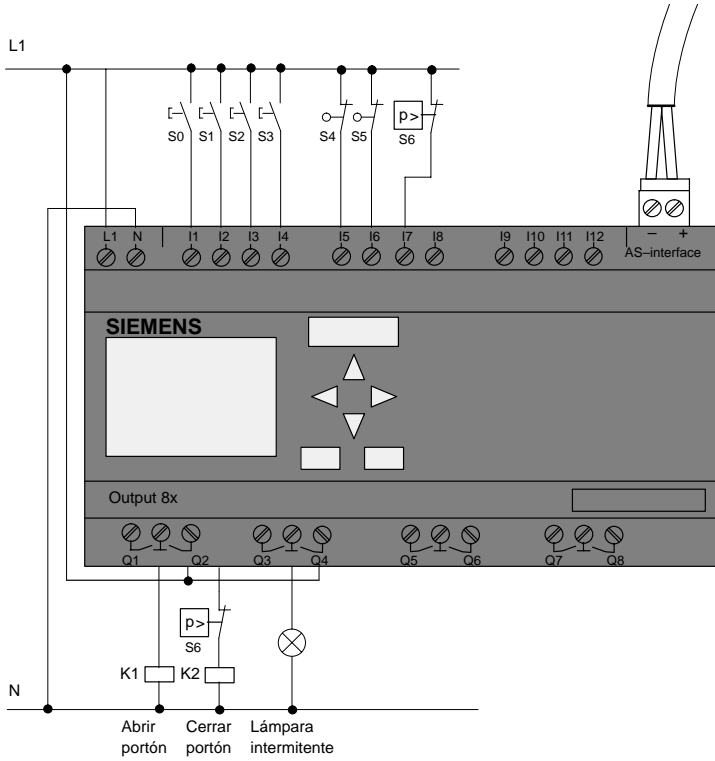 L1
S0 S1 S2 S3 S4 S5 p> S6
L1 N I1 I2 I3 I4 I5 I6 I7 I8 I9 I10 I11 I12 – +
AS–interface
SIEMENS
Output 8x
Q1 Q2 Q3 Q4 Q5 Q6 Q7 Q8
p>
S6
K1 K2
N
Abrir portón
Cerrar portón
Lámpara intermitente